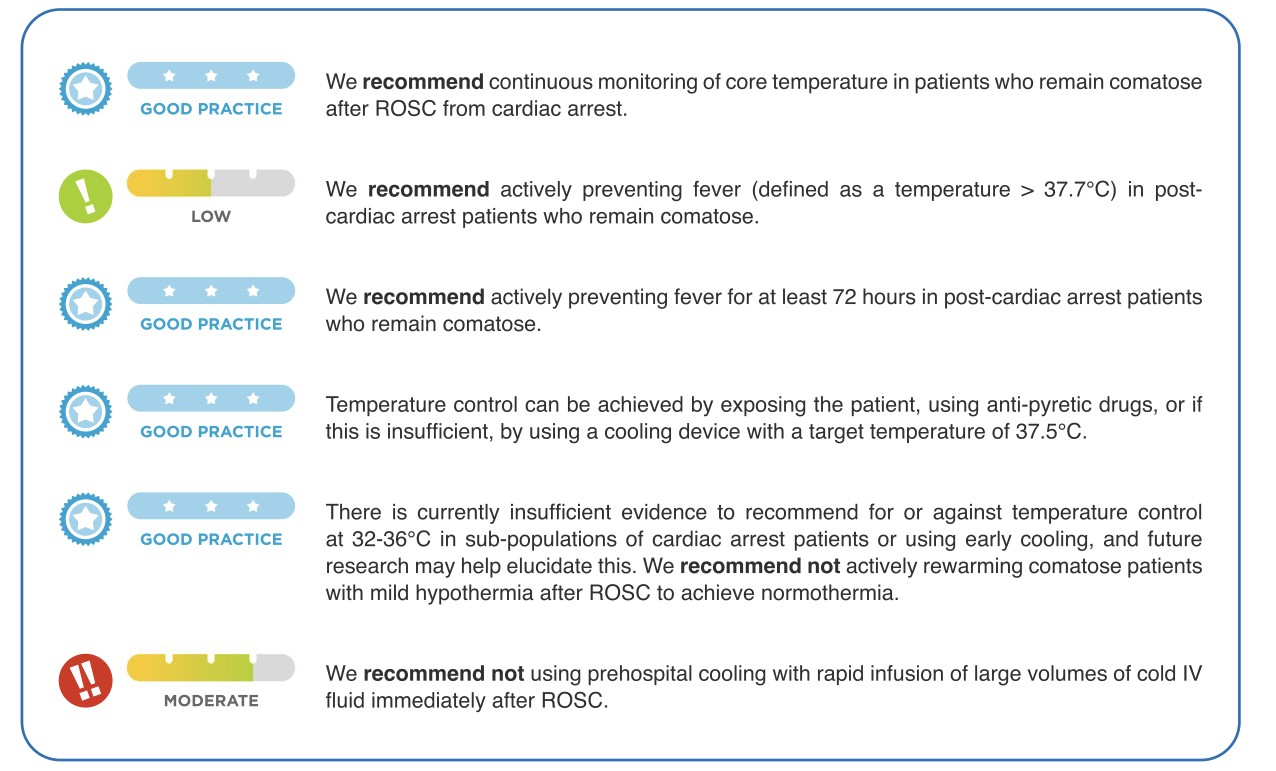 GOOD PRACTICE
We recommend continuous monitoring of core temperature in patients who remain comatose
after ROSC from cardiac arrest.
LOW
We recommend actively preventing fever (defined as a temperature > 37.7°C) in post-
cardiac arrest patients who remain comatose.
GOOD PRACTICE
We recommend actively preventing fever for at least 72 hours in post-cardiac arrest patients
who remain comatose.
GOOD PRACTICE
Temperature control can be achieved by exposing the patient, using anti-pyretic drugs, or if
this is insufficient, by using a cooling device with a target temperature of 37.5°C.
GOOD PRACTICE
There is currently insufficient evidence to recommend for or against temperature control
at 32-36°C in sub-populations of cardiac arrest patients or using early cooling, and future
research may help elucidate this. We recommend not actively rewarming comatose patients
with mild hypothermia after ROSC to achieve normothermia.
MODERATE
We recommend not using prehospital cooling with rapid infusion of large volumes of cold IV
fluid immediately after ROSC.